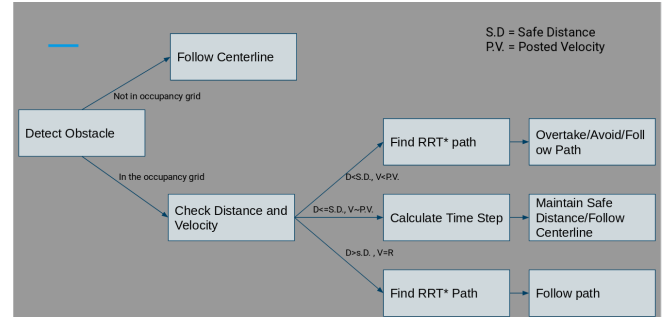 S.D = Safe Distance
P.V. = Posted Velocity
Follow Centerline
Not in occupancy grid
Detect Obstacle
In the occupancy grid
Check Distance and
Velocity
D<S.D., V<P.V.
Find RRT* path
Overtake/Avoid/Foll
ow Path
D<=S.D., V~P.V.
Calculate Time Step
Maintain Safe
Distance/Follow
Centerline
D>s.D. , V=R
Find RRT* Path
Follow path